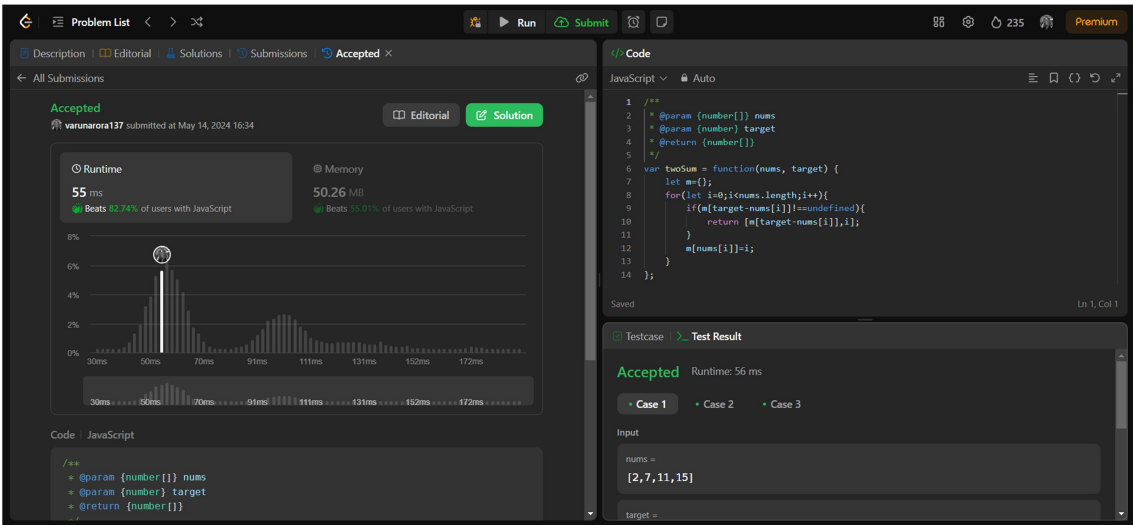 Problem List
Run
Submit
235
Premium
Description
Editorial
Solutions
Submissions
Accepted
All Submissions
Accepted
varunarora137 submitted at May 14, 2024 16:34
Editorial
Solution
Runtime
55 ms
Beats 82.74% of users with JavaScript
Memory
50.26 MB
Beats 55.01% of users with JavaScript
8%
6%
4%
2%
0%
30ms 50ms 70ms 91ms 111ms 131ms 152ms 172ms
30ms 50ms 70ms 91ms 111ms 131ms 152ms 172ms
Code | JavaScript
/**
* @param {number[]} nums
* @param {number} target
* @return {number[]}
*/
</> Code
JavaScript
Auto
1 /**
2 * @param {number[]} nums
3 * @param {number} target
4 * @return {number[]}
5 */
6 var twoSum = function(nums, target) {
7 let m={};
8 for(let i=0;i<nums.length;i++){
9 if(m[target-nums[i]]!==undefined){
10 return [m[target-nums[i]],i];
11 }
12 m[nums[i]]=i;
13 }
14 };
Saved
Ln 1, Col 1
Testcase
>_ Test Result
Accepted Runtime: 56 ms
• Case 1 • Case 2 • Case 3
Input
nums =
[2,7,11,15]
target =